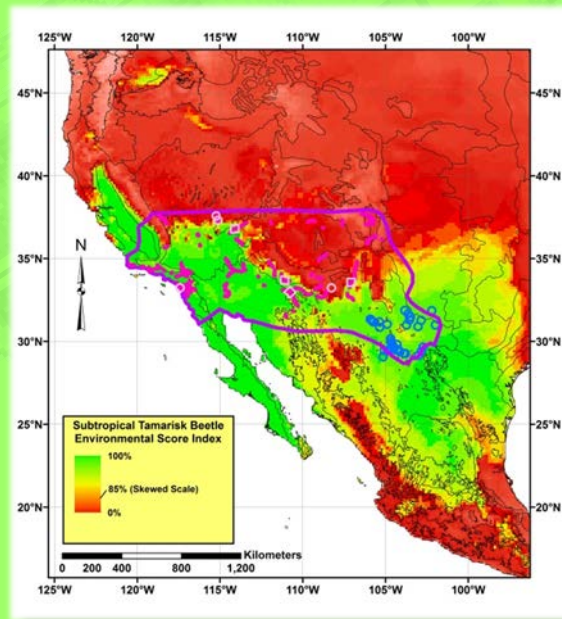 125°W 120°W 115°W 110°W 105°W 100°W
45°N 45°N
40°N 40°N
35°N 35°N
N
30°N 30°N
25°N 25°N
Subtropical Tamarisk Beetle
Environmental Score Index
100%
85% (Skewed Scale)
0%
20°N 20°N
Kilometers
0 200 400 800 1,200
125°W 120°W 115°W 110°W 105°W 100°W